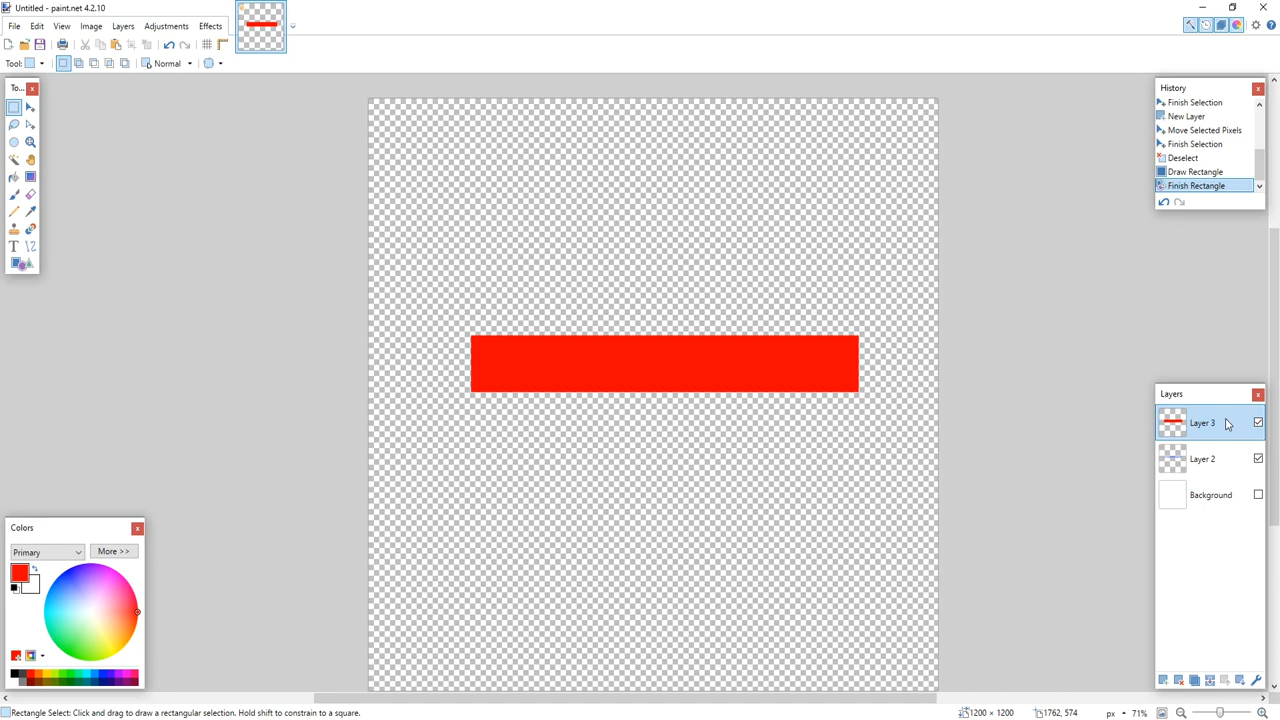 Untitled - paint.net 4.2.10
File Edit View Image Layers Adjustments Effects
Tool: Normal
To...
History
Finish Selection
New Layer
Move Selected Pixels
Finish Selection
Deselect
Draw Rectangle
Finish Rectangle
Layers
Layer 3
Layer 2
Background
Colors
Primary More >>
Rectangle Select: Click and drag to draw a rectangular selection. Hold shift to constrain to a square. 1200 × 1200 1762, 574 px 71%